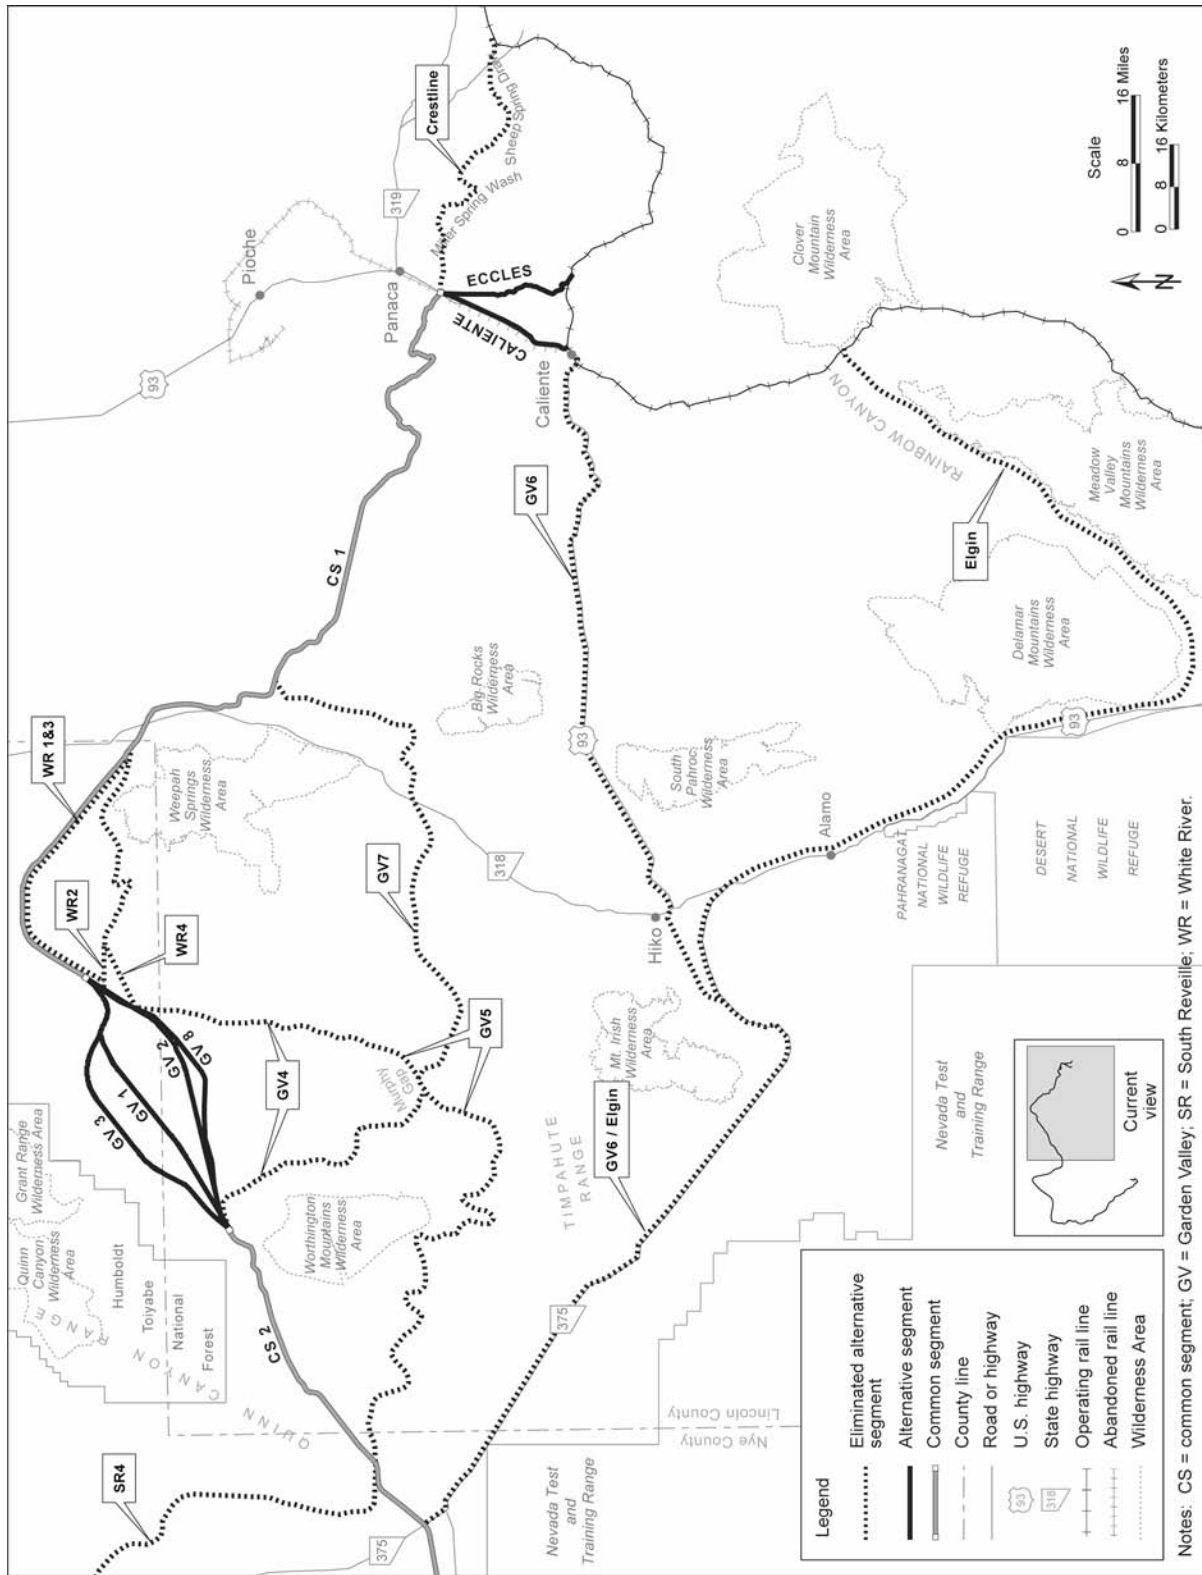 Quinn
Canyon
Wilderness
Area
Grant Range
Wilderness Area
Humboldt
Toiyabe
National
Forest
QUINN CANYON RANGE
SR4
375
CS 2
GV 3
GV 1
GV 2
GV 8
WR2
WR4
WR 1&3
Weepah
Springs
Wilderness
Area
CS 1
93
Pioche
Panaca
319
Crestline
Miller Spring Wash
Sheep Spring Draw
ECCLES
CALIENTE
Caliente
GV4
Worthington
Mountains
Wilderness
Area
Murphy
Gap
GV5
GV7
318
Big Rocks
Wilderness
Area
GV6
93
South
Pahroc
Wilderness
Area
Hiko
Mt. Irish
Wilderness
Area
TIMPAHUTE
RANGE
GV6 / Elgin
375
Nye County
Lincoln County
Nevada Test
and
Training Range
Alamo
PAHRANAGAT
NATIONAL
WILDLIFE
REFUGE
DESERT
NATIONAL
WILDLIFE
REFUGE
93
Delamar
Mountains
Wilderness
Area
Elgin
RAINBOW CANYON
Meadow
Valley
Mountains
Wilderness
Area
Clover
Mountain
Wilderness
Area
Nevada Test
and
Training Range
Current
view
Scale
0 8 16 Miles
0 8 16 Kilometers
N
Legend
Eliminated alternative
segment
Alternative segment
Common segment
County line
Road or highway
93 U.S. highway
318 State highway
Operating rail line
Abandoned rail line
Wilderness Area
Notes: CS = common segment; GV = Garden Valley; SR = South Reveille; WR = White River.